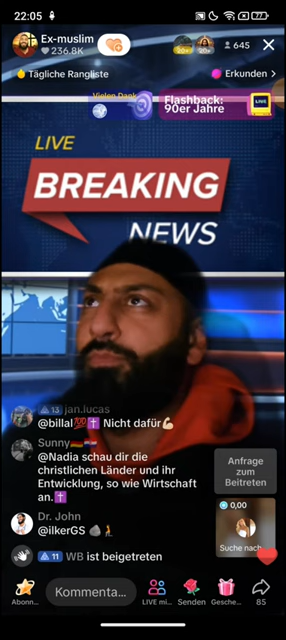 22:05
77
Ex-muslim
236.8K
20+
20+
645
Tägliche Rangliste
Erkunden >
Vielen Dank
Flashback:
90er Jahre
LIVE
LIVE
BREAKING
NEWS
13 jan.lucas
@billal💯✝️ Nicht dafür💪🏻
Sunny🇩🇪🇭🇷
@Nadia schau dir die
christlichen Länder und ihr
Entwicklung, so wie Wirtschaft
an.✝️
Anfrage
zum
Beitreten
Dr. John
@ilkerGS 🪨🧎
0,00
Suche nach
11 WB ist beigetreten
Abonn...
Kommenta...
LIVE mi...
Senden
Gesche...
85